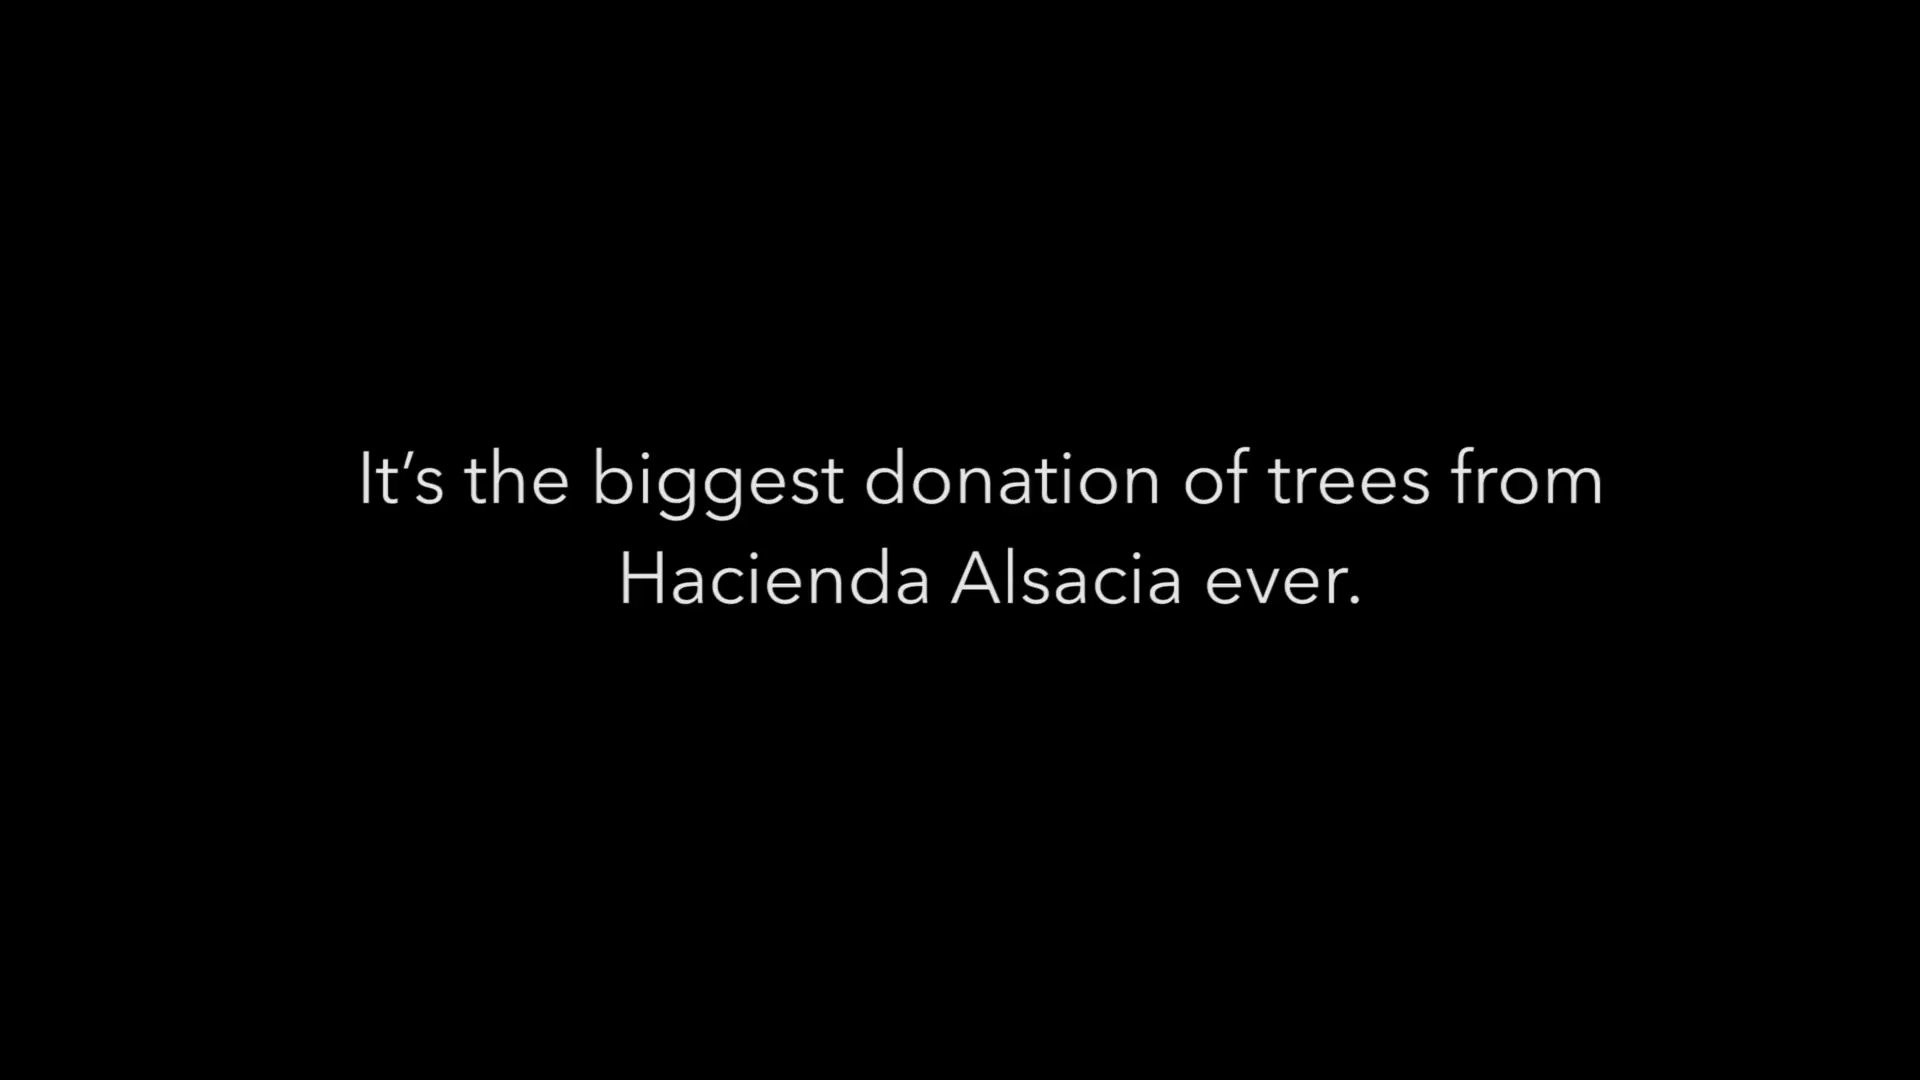 It’s the biggest donation of trees from
Hacienda Alsacia ever.